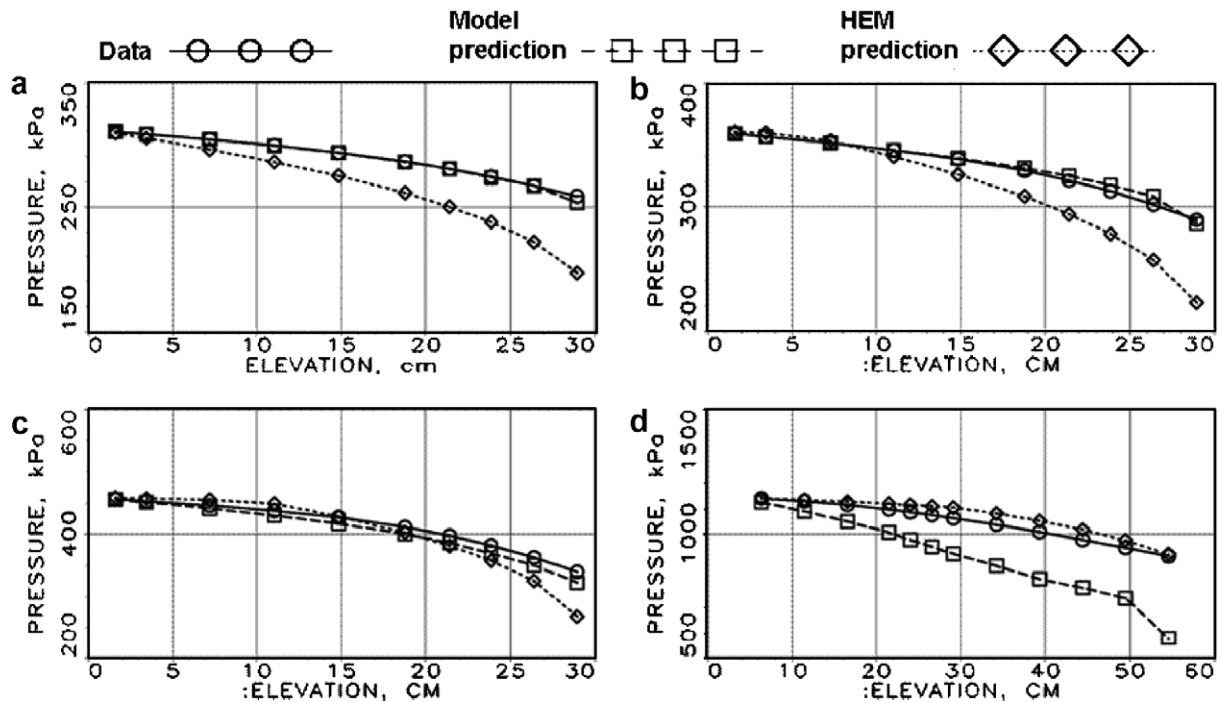 Data
Model prediction
HEM prediction
a
PRESSURE, kPa
350
250
150
0 5 10 15 20 25 30
ELEVATION, cm
b
PRESSURE, kPa
400
300
200
0 5 10 15 20 25 30
:ELEVATION, CM
c
PRESSURE, kPa
600
400
200
0 5 10 15 20 25 30
:ELEVATION, CM
d
PRESSURE, kPa
1500
1000
500
0 10 20 30 40 50 60
:ELEVATION, CM